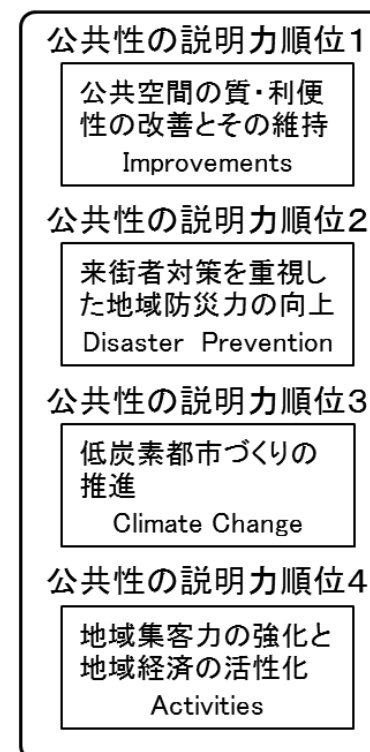 公共性の説明力順位1
公共空間の質・利便
性の改善とその維持
Improvements
公共性の説明力順位2
来街者対策を重視し
た地域防災力の向上
Disaster Prevention
公共性の説明力順位3
低炭素都市づくりの
推進
Climate Change
公共性の説明力順位4
地域集客力の強化と
地域経済の活性化
Activities